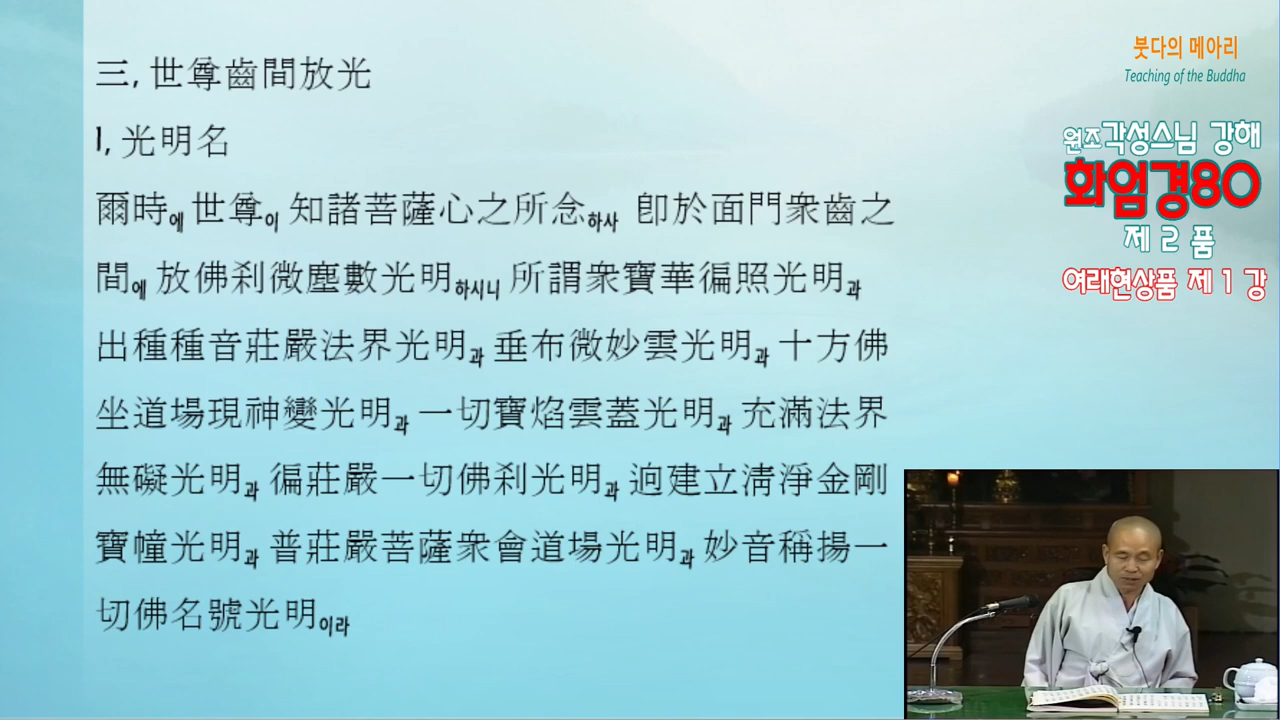 三, 世尊齒間放光
1, 光明名
爾時에 世尊이 知諸菩薩心之所念하사 卽於面門衆齒之
間에 放佛刹微塵數光明하시니 所謂衆寶華徧照光明과
出種種音莊嚴法界光明과 垂布微妙雲光明과 十方佛
坐道場現神變光明과 一切寶焰雲蓋光明과 充滿法界
無礙光明과 徧莊嚴一切佛刹光明과 逈建立淸淨金剛
寶幢光明과 普莊嚴菩薩衆會道場光明과 妙音稱揚一
切佛名號光明이라
붓다의 메아리
Teaching of the Buddha
원조각성스님 강해
화엄경80
제 2 품
여래현상품 제 1 강